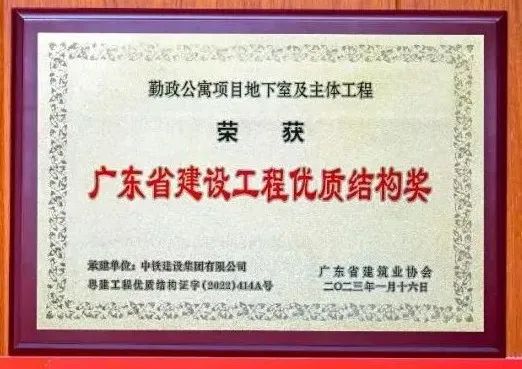 勤政公寓项目地下室及主体工程
荣获
广东省建设工程优质结构奖
承建单位：中铁建设集团有限公司
粤建工程优质结构证字(2022)414A号
广东省建筑业协会
二〇二三年一月十六日